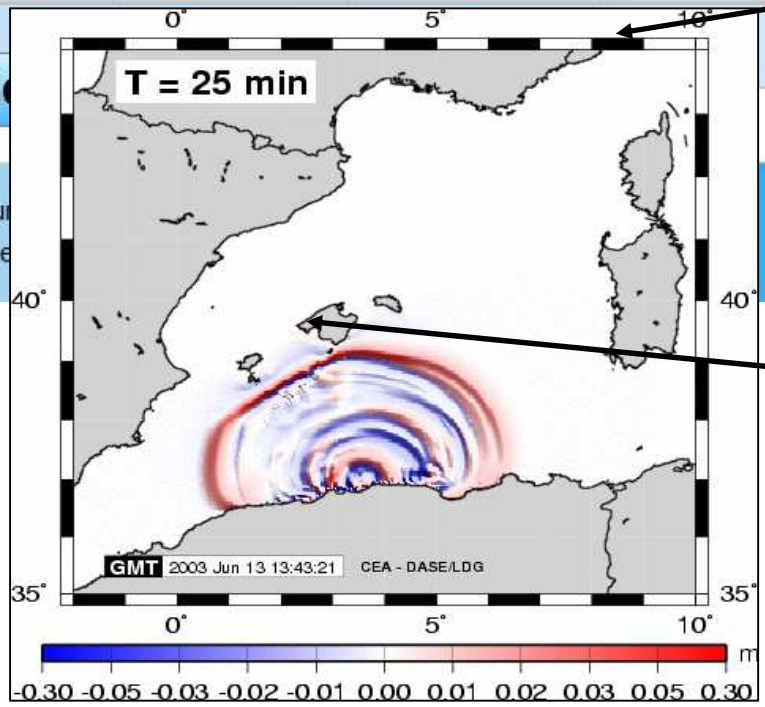 0° 5° 10°
T = 25 min
40° 40°
GMT 2003 Jun 13 13:43:21 CEA - DASE/LDG
35° 35°
0° 5° 10°
m
-0.30 -0.05 -0.03 -0.02 -0.01 0.00 0.01 0.02 0.03 0.05 0.30